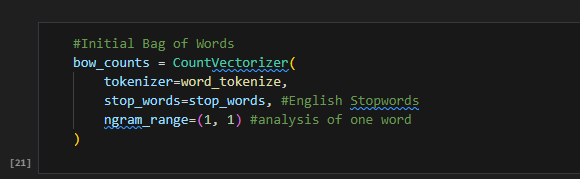 #Initial Bag of Words
bow_counts = CountVectorizer(
    tokenizer=word_tokenize,
    stop_words=stop_words, #English Stopwords
    ngram_range=(1, 1) #analysis of one word
)
[21]